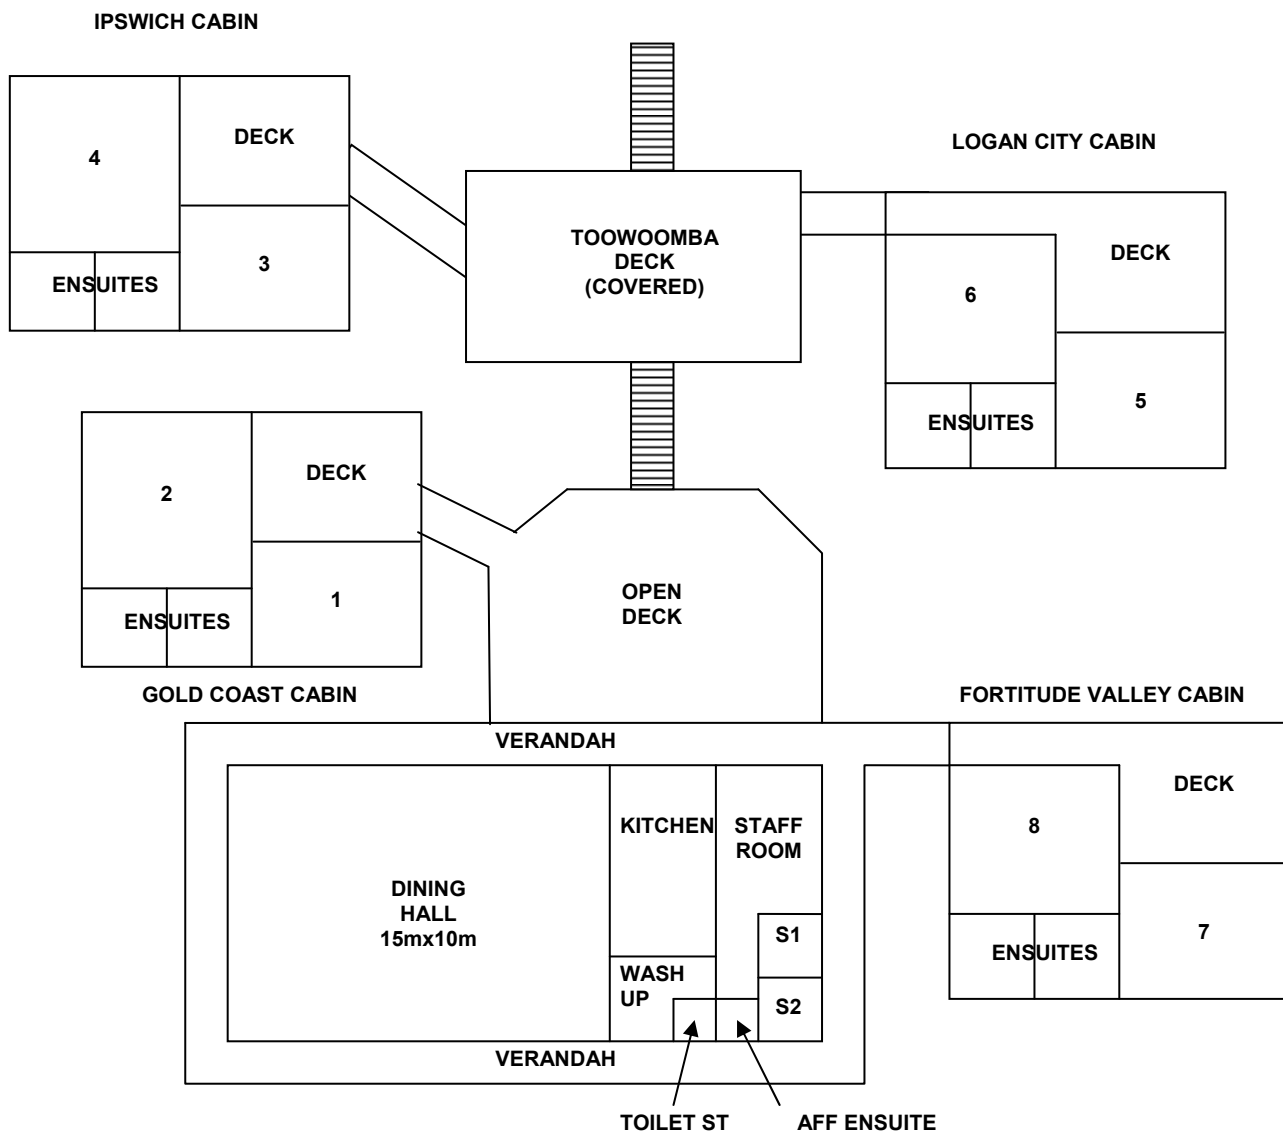 IPSWICH CABIN
4
DECK
3
ENSUITES
TOOWOOMBA
DECK
(COVERED)
LOGAN CITY CABIN
DECK
6
5
ENSUITES
2
DECK
1
ENSUITES
GOLD COAST CABIN
OPEN
DECK
FORTITUDE VALLEY CABIN
VERANDAH
DINING
HALL
15mx10m
KITCHEN
STAFF
ROOM
WASH
UP
S1
S2
VERANDAH
DECK
8
7
ENSUITES
TOILET ST
AFF ENSUITE